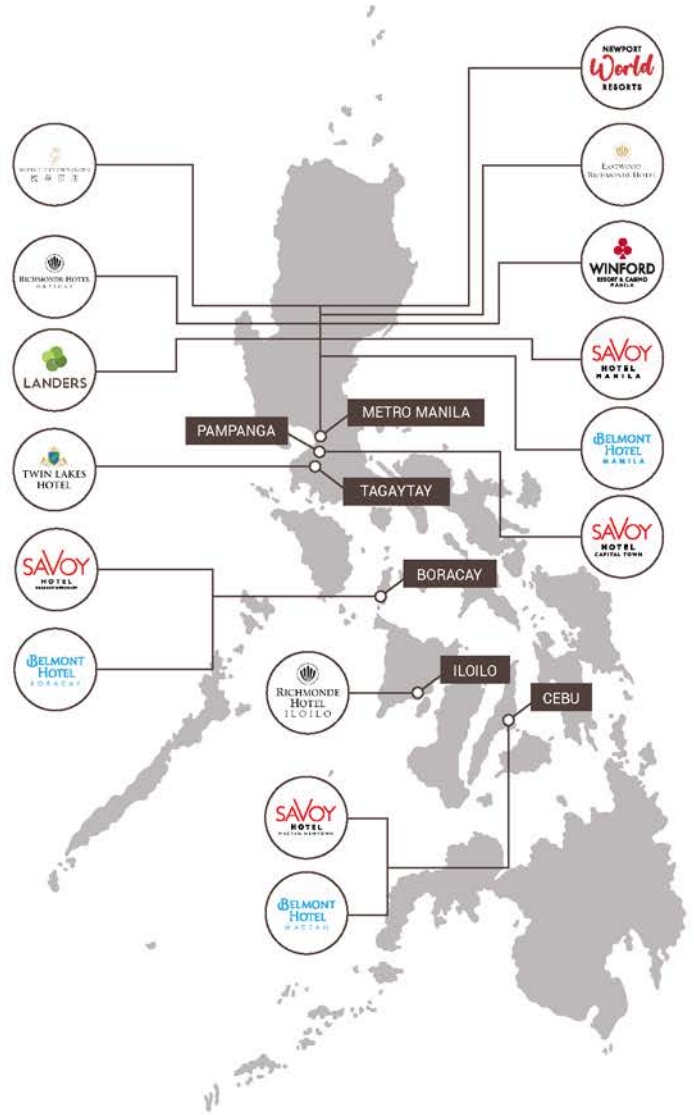 NEWPORT
World
RESORTS
EASTWOOD
RICHMONDE HOTEL
RICHMONDE HOTEL
ORTIGAS
WINFORD
RESORT & CASINO
MANILA
LANDERS
SAVOY
HOTEL
MANILA
METRO MANILA
PAMPANGA
BELMONT
HOTEL
MANILA
TWIN LAKES
HOTEL
TAGAYTAY
SAVOY
HOTEL
CAPITAL TOWN
SAVOY
HOTEL
BORACAY
BELMONT
HOTEL
BORACAY
RICHMONDE
HOTEL
ILOILO
ILOILO
CEBU
SAVOY
HOTEL
MACTAN NEWTOWN
BELMONT
HOTEL
MACTAN